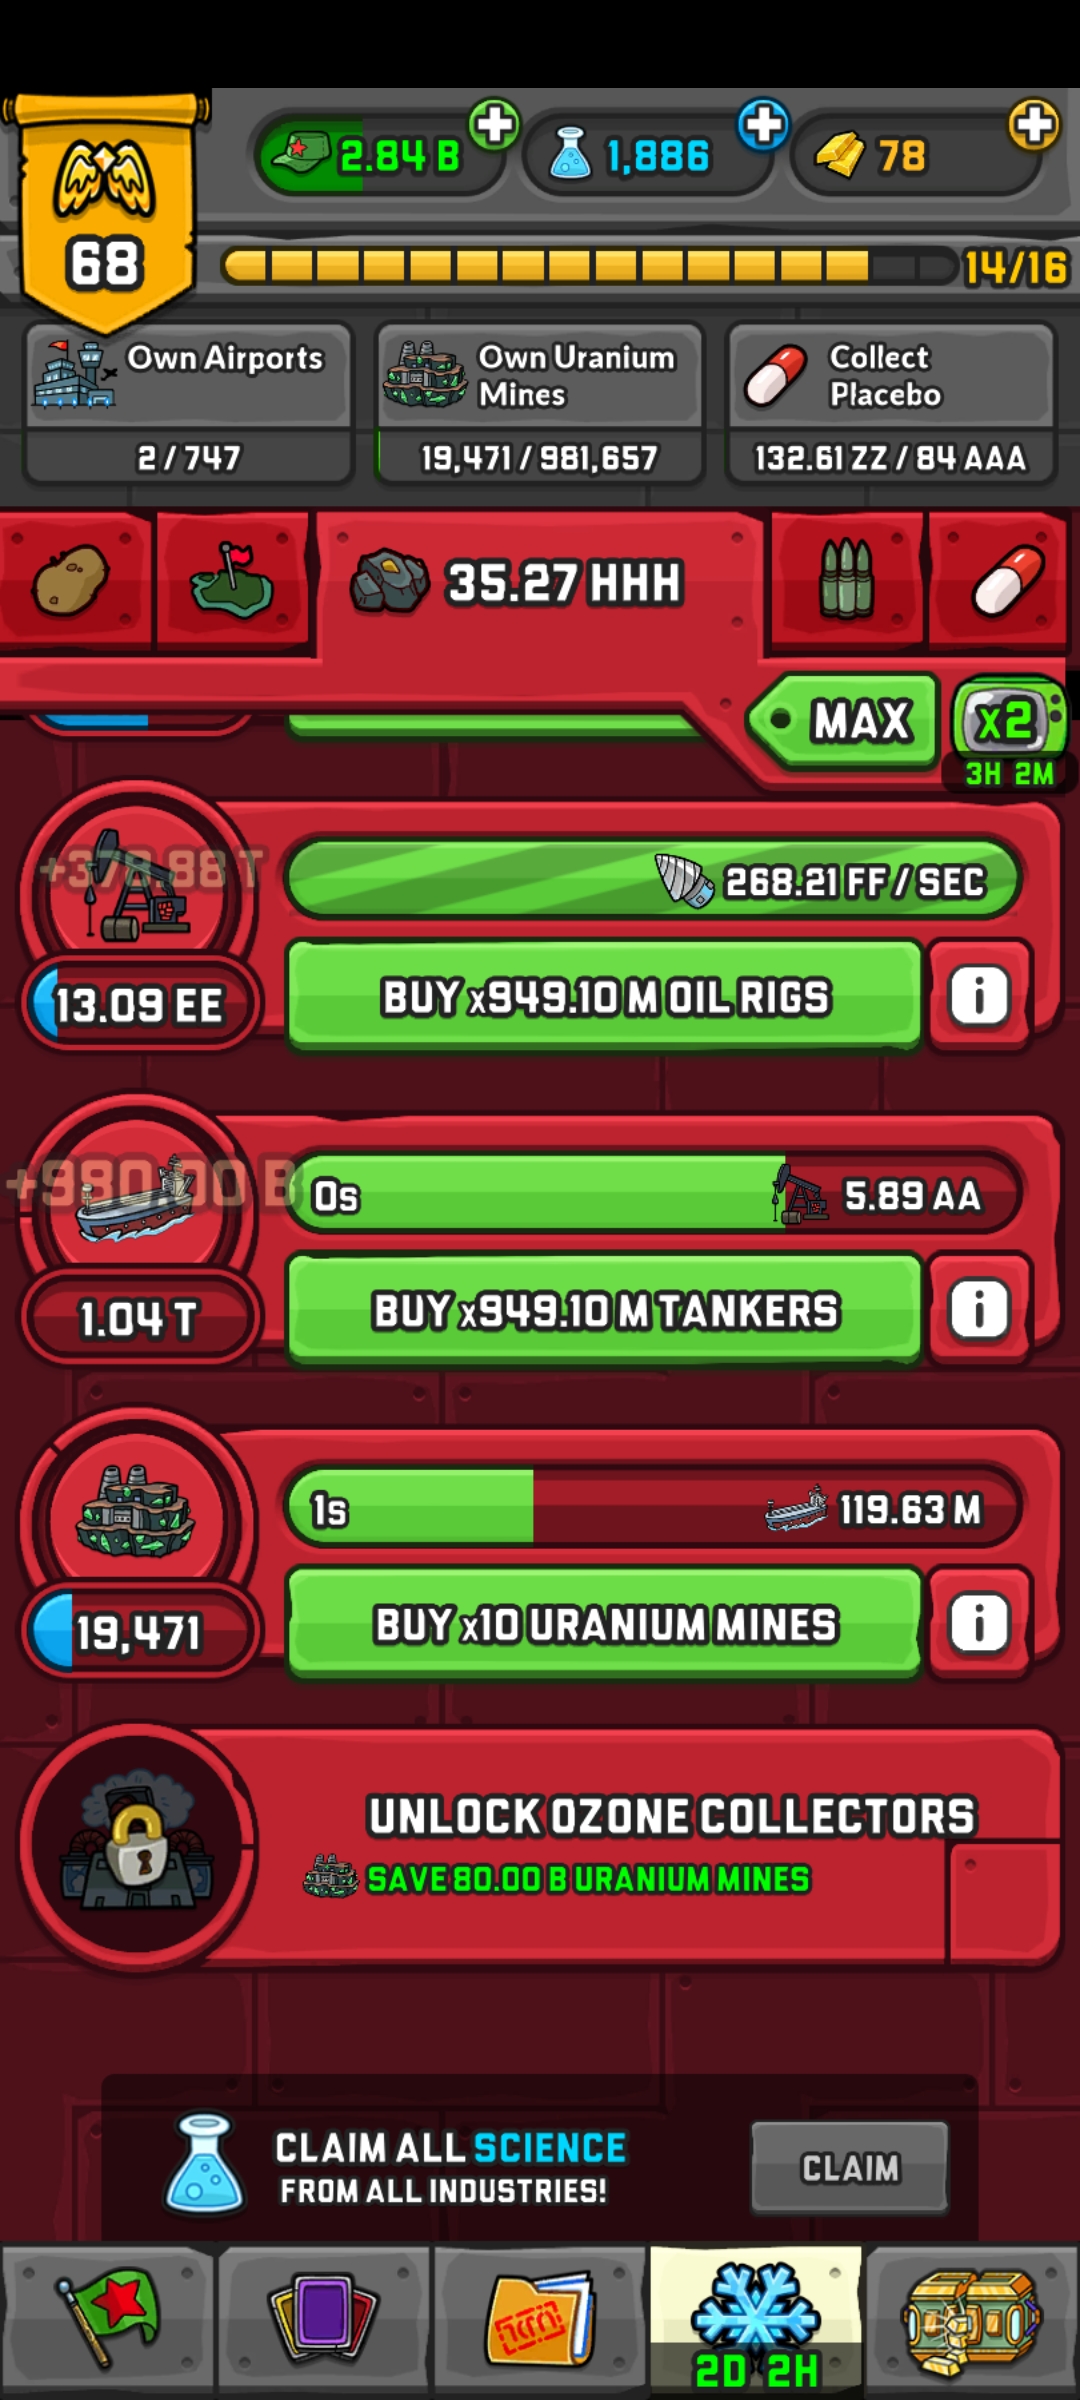 2.84 B
1,886
78
68
14/16
Own Airports
2 / 747
Own Uranium
Mines
19,471 / 981,657
Collect
Placebo
132.61 ZZ / 84 AAA
35.27 HHH
MAX
x2
3H 2M
268.21 FF / SEC
13.09 EE
BUY x949.10 M OIL RIGS
i
+980.00 B
0s
5.89 AA
1.04 T
BUY x949.10 M TANKERS
i
1s
119.63 M
19,471
BUY x10 URANIUM MINES
i
UNLOCK OZONE COLLECTORS
SAVE 80.00 B URANIUM MINES
CLAIM ALL SCIENCE
FROM ALL INDUSTRIES!
CLAIM
2D 2H